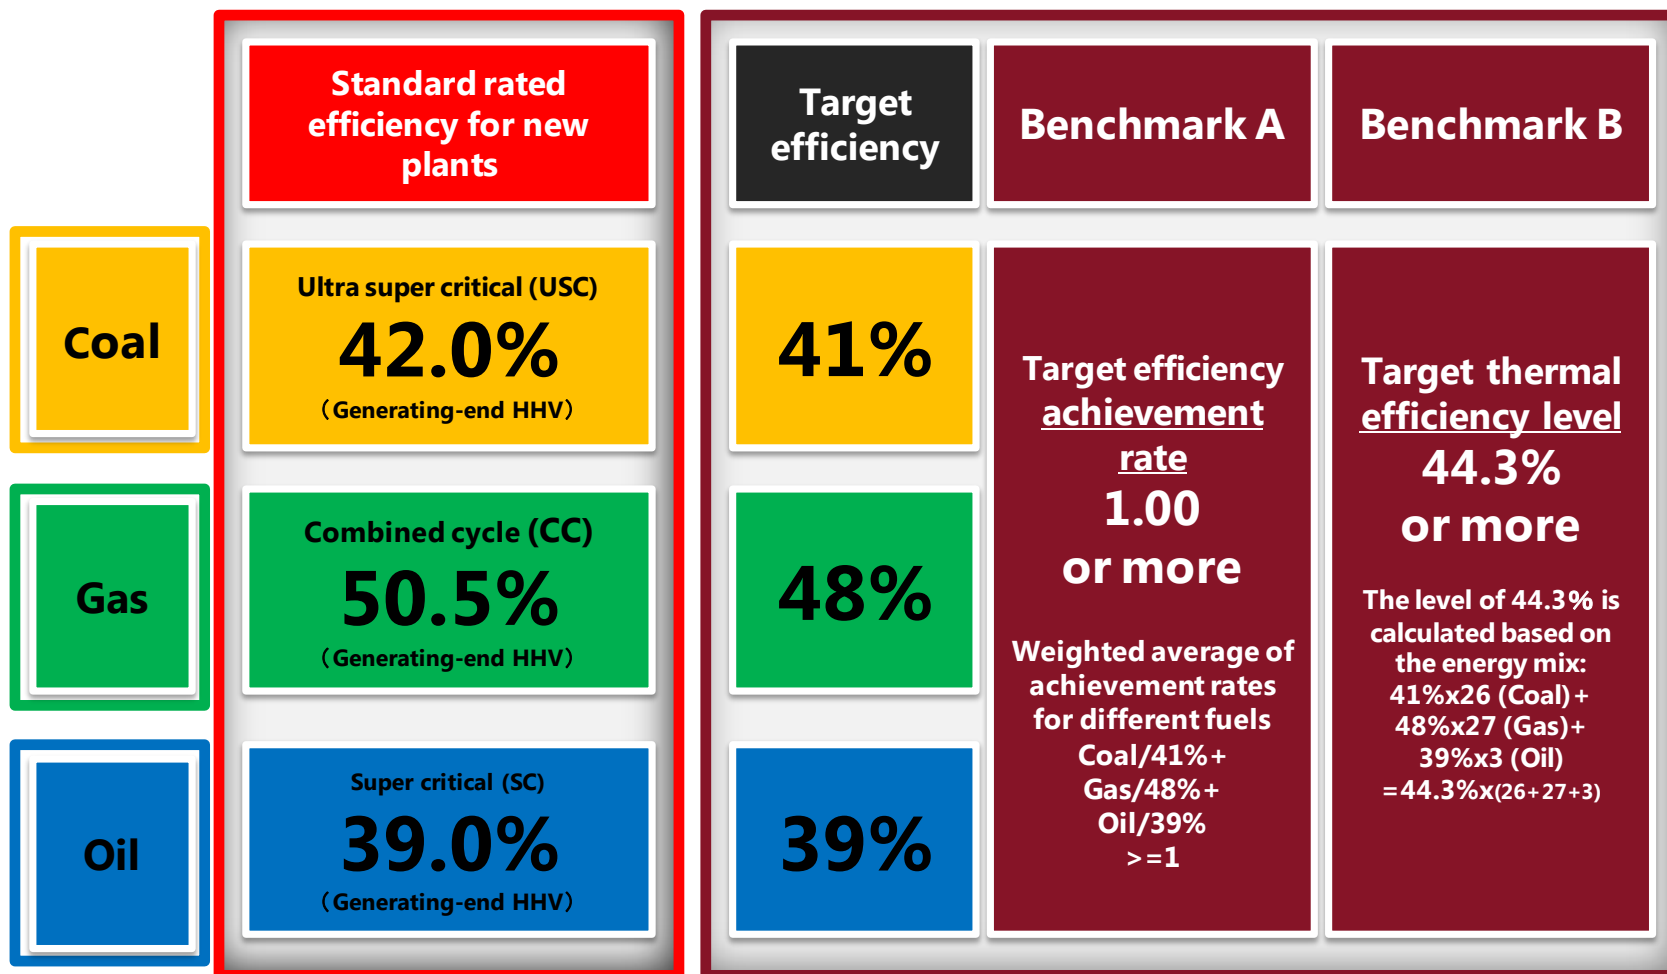 Standard rated
efficiency for new
plants
Target
efficiency
Benchmark A
Benchmark B
Coal
Ultra super critical (USC)
42.0%
(Generating-end HHV)
41%
Gas
Combined cycle (CC)
50.5%
(Generating-end HHV)
48%
Oil
Super critical (SC)
39.0%
(Generating-end HHV)
39%
Target efficiency
achievement
rate
1.00
or more
Weighted average of
achievement rates
for different fuels
Coal/41%+
Gas/48%+
Oil/39%
>=1
Target thermal
efficiency level
44.3%
or more
The level of 44.3% is
calculated based on
the energy mix:
41%x26 (Coal)+
48%x27 (Gas)+
39%x3 (Oil)
=44.3%x(26+27+3)